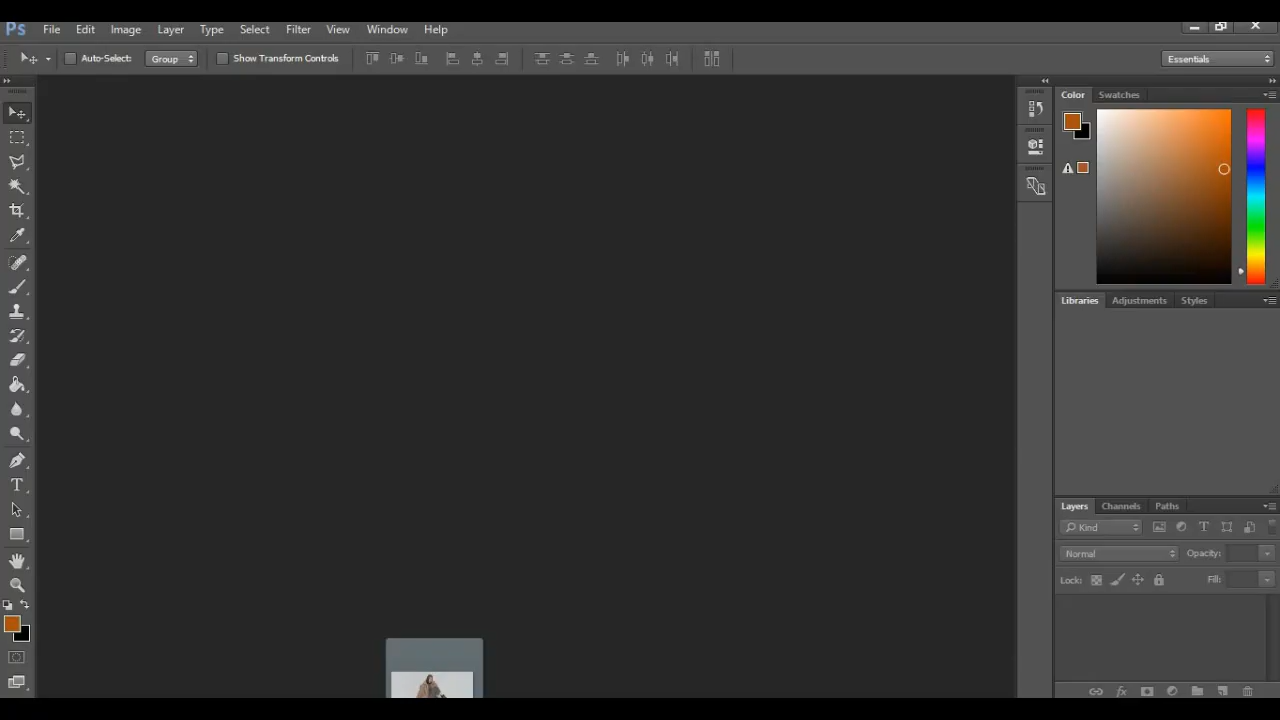 Ps File Edit Image Layer Type Select Filter View Window Help
Auto-Select: Group Show Transform Controls Essentials
Color Swatches
Libraries Adjustments Styles
Layers Channels Paths
Kind T
Normal Opacity:
Lock: Fill:
T
fx